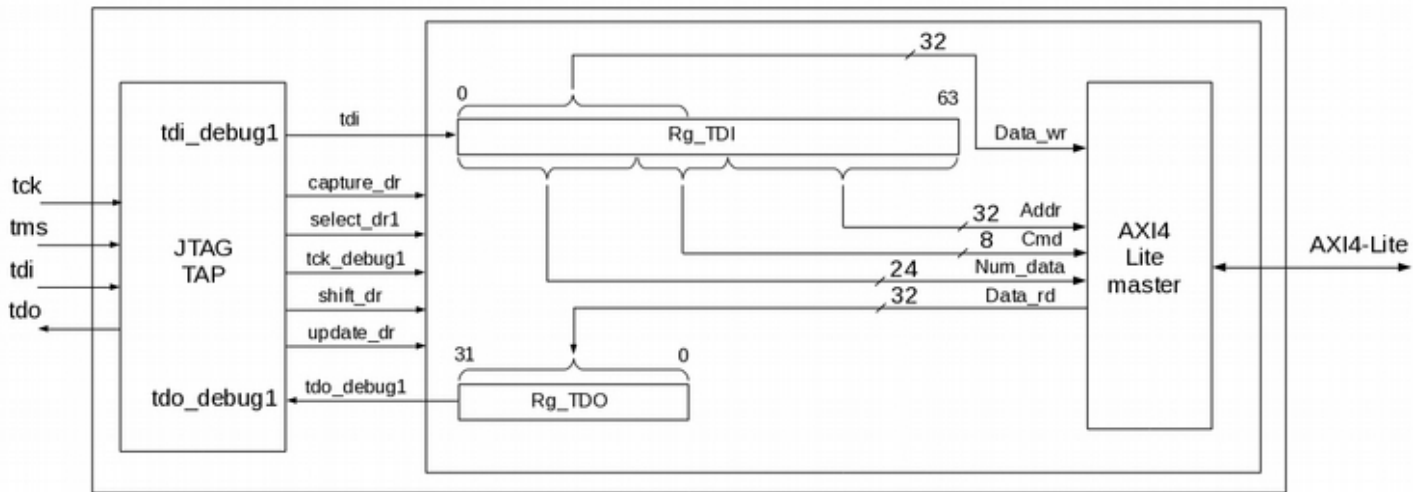 32
0
63
tdi_debug1
tdi
Rg_TDI
Data_wr
tck
capture_dr
tms
select_dr1
32
Addr
JTAG
TAP
AXI4
Lite
master
8
Cmd
AXI4-Lite
tdi
tck_debug1
24
Num_data
tdo
shift_dr
32
Data_rd
update_dr
31
0
tdo_debug1
tdo_debug1
Rg_TDO